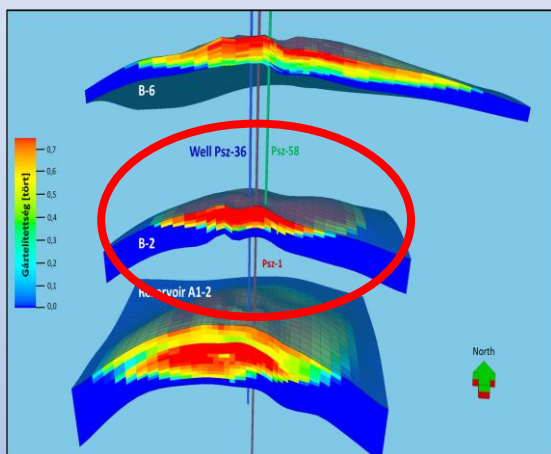 B-6
Well Psz-36
Psz-58
Gáztelítettség [tört]
0,7
0,6
0,5
0,4
0,3
0,2
0,1
0,0
B-2
Psz-1
Reservoir A1-2
North